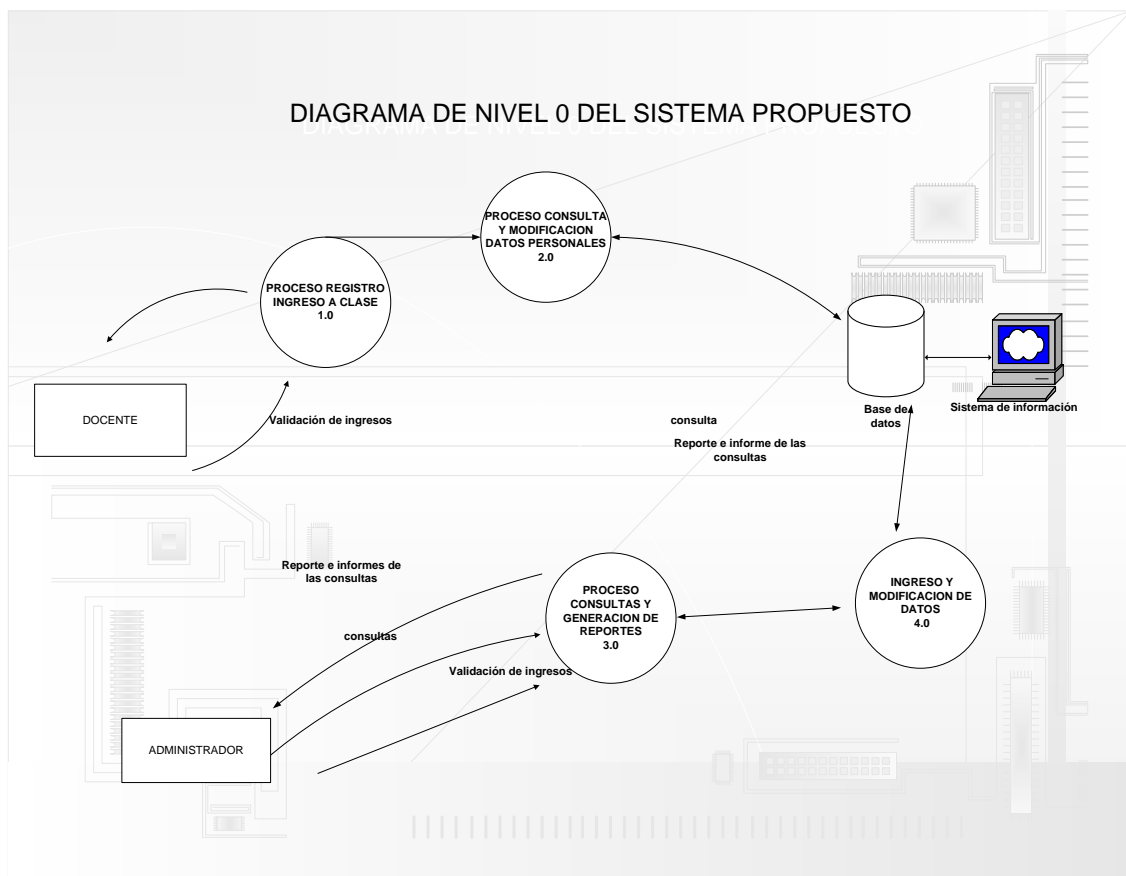 DIAGRAMA DE NIVEL 0 DEL SISTEMA PROPUESTO
PROCESO CONSULTA
Y MODIFICACION
DATOS PERSONALES
2.0
PROCESO REGISTRO
INGRESO A CLASE
1.0
DOCENTE
Validación de ingresos
consulta
Reporte e informe de las
consultas
Base de
datos
Sistema de información
Reporte e informes de
las consultas
consultas
Validación de ingresos
PROCESO
CONSULTAS Y
GENERACION DE
REPORTES
3.0
INGRESO Y
MODIFICACION DE
DATOS
4.0
ADMINISTRADOR